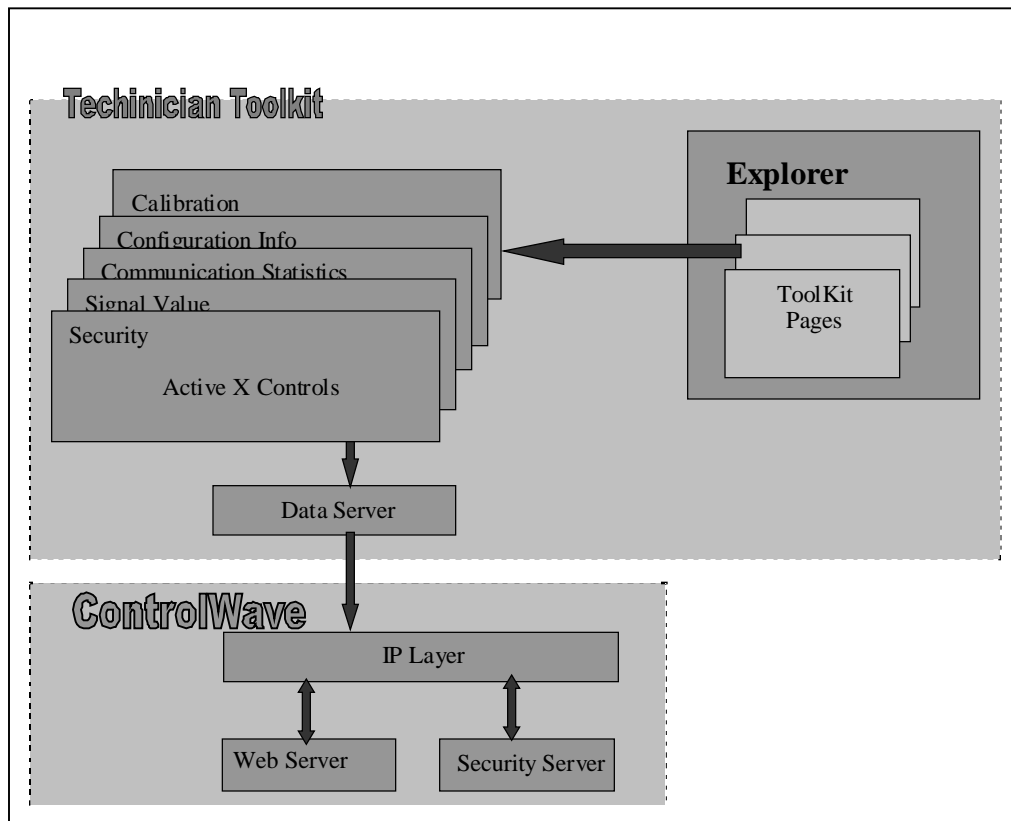 Techinician Toolkit
Explorer
Calibration
Configuration Info
Communication Statistics
Signal Value
Security
Active X Controls
ToolKit
Pages
Data Server
ControlWave
IP Layer
Web Server
Security Server